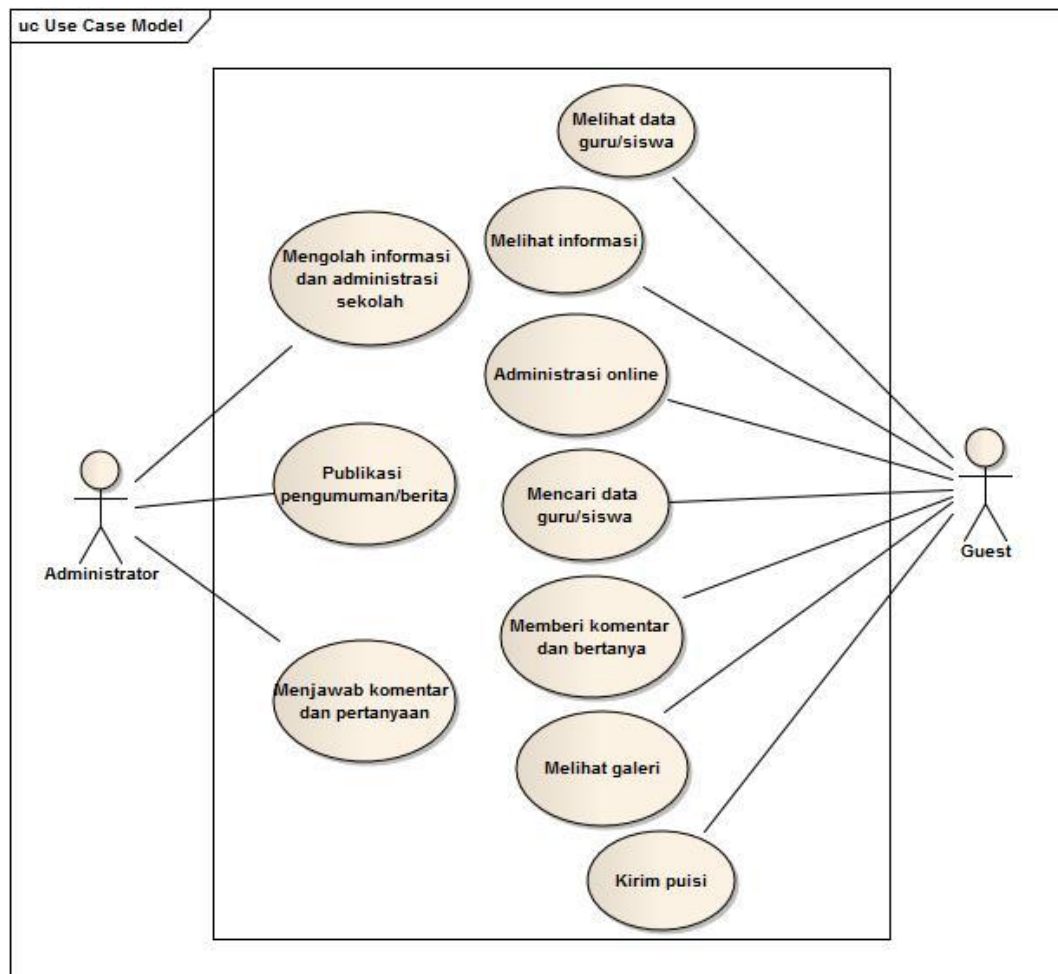 uc Use Case Model
Melihat data
guru/siswa
Melihat informasi
Mengolah informasi
dan administrasi
sekolah
Administrasi online
Publikasi
pengumuman/berita
Mencari data
guru/siswa
Administrator
Guest
Memberi komentar
dan bertanya
Menjawab komentar
dan pertanyaan
Melihat galeri
Kirim puisi